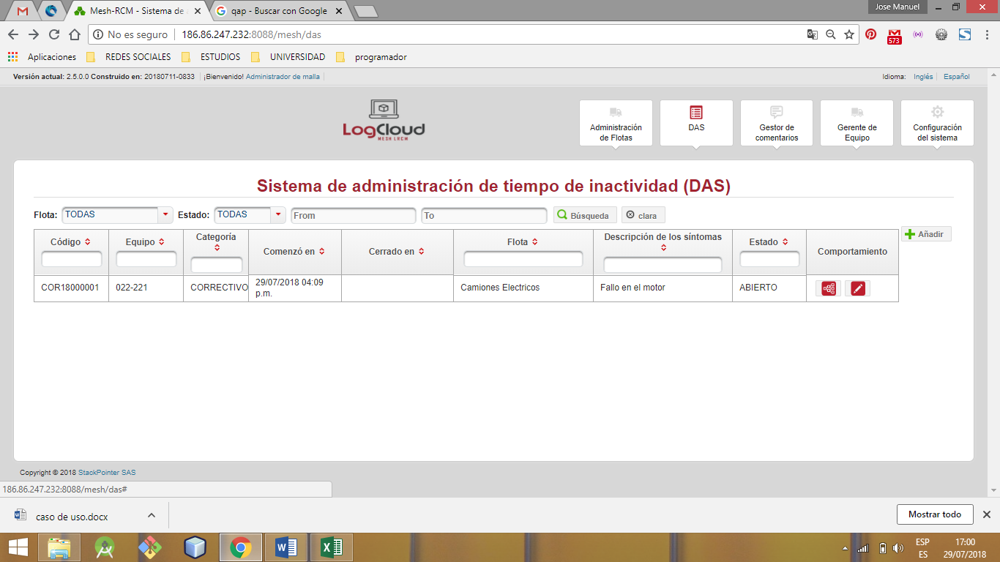 Jose Manuel
Mesh-RCM - Sistema de
qap - Buscar con Google
No es seguro 186.86.247.232:8088/mesh/das
573
Aplicaciones REDES SOCIALES ESTUDIOS UNIVERSIDAD programador
Versión actual: 2.5.0.0 Construido en: 20180711-0833 ¡Bienvenido! Administrador de malla
Idioma: Inglés Español
LogCloud
MESH LRCM
Administración de Flotas
DAS
Gestor de comentarios
Gerente de Equipo
Configuración del sistema
Sistema de administración de tiempo de inactividad (DAS)
Flota: TODAS Estado: TODAS From To Búsqueda clara
Añadir
Código Equipo Categoría Comenzó en Cerrado en Flota Descripción de los síntomas Estado Comportamiento
COR18000001 022-221 CORRECTIVO 29/07/2018 04:09 p.m. Camiones Electricos Fallo en el motor ABIERTO
Copyright © 2018 StackPointer SAS
186.86.247.232:8088/mesh/das#
caso de uso.docx
Mostrar todo
ESP 17:00
ES 29/07/2018